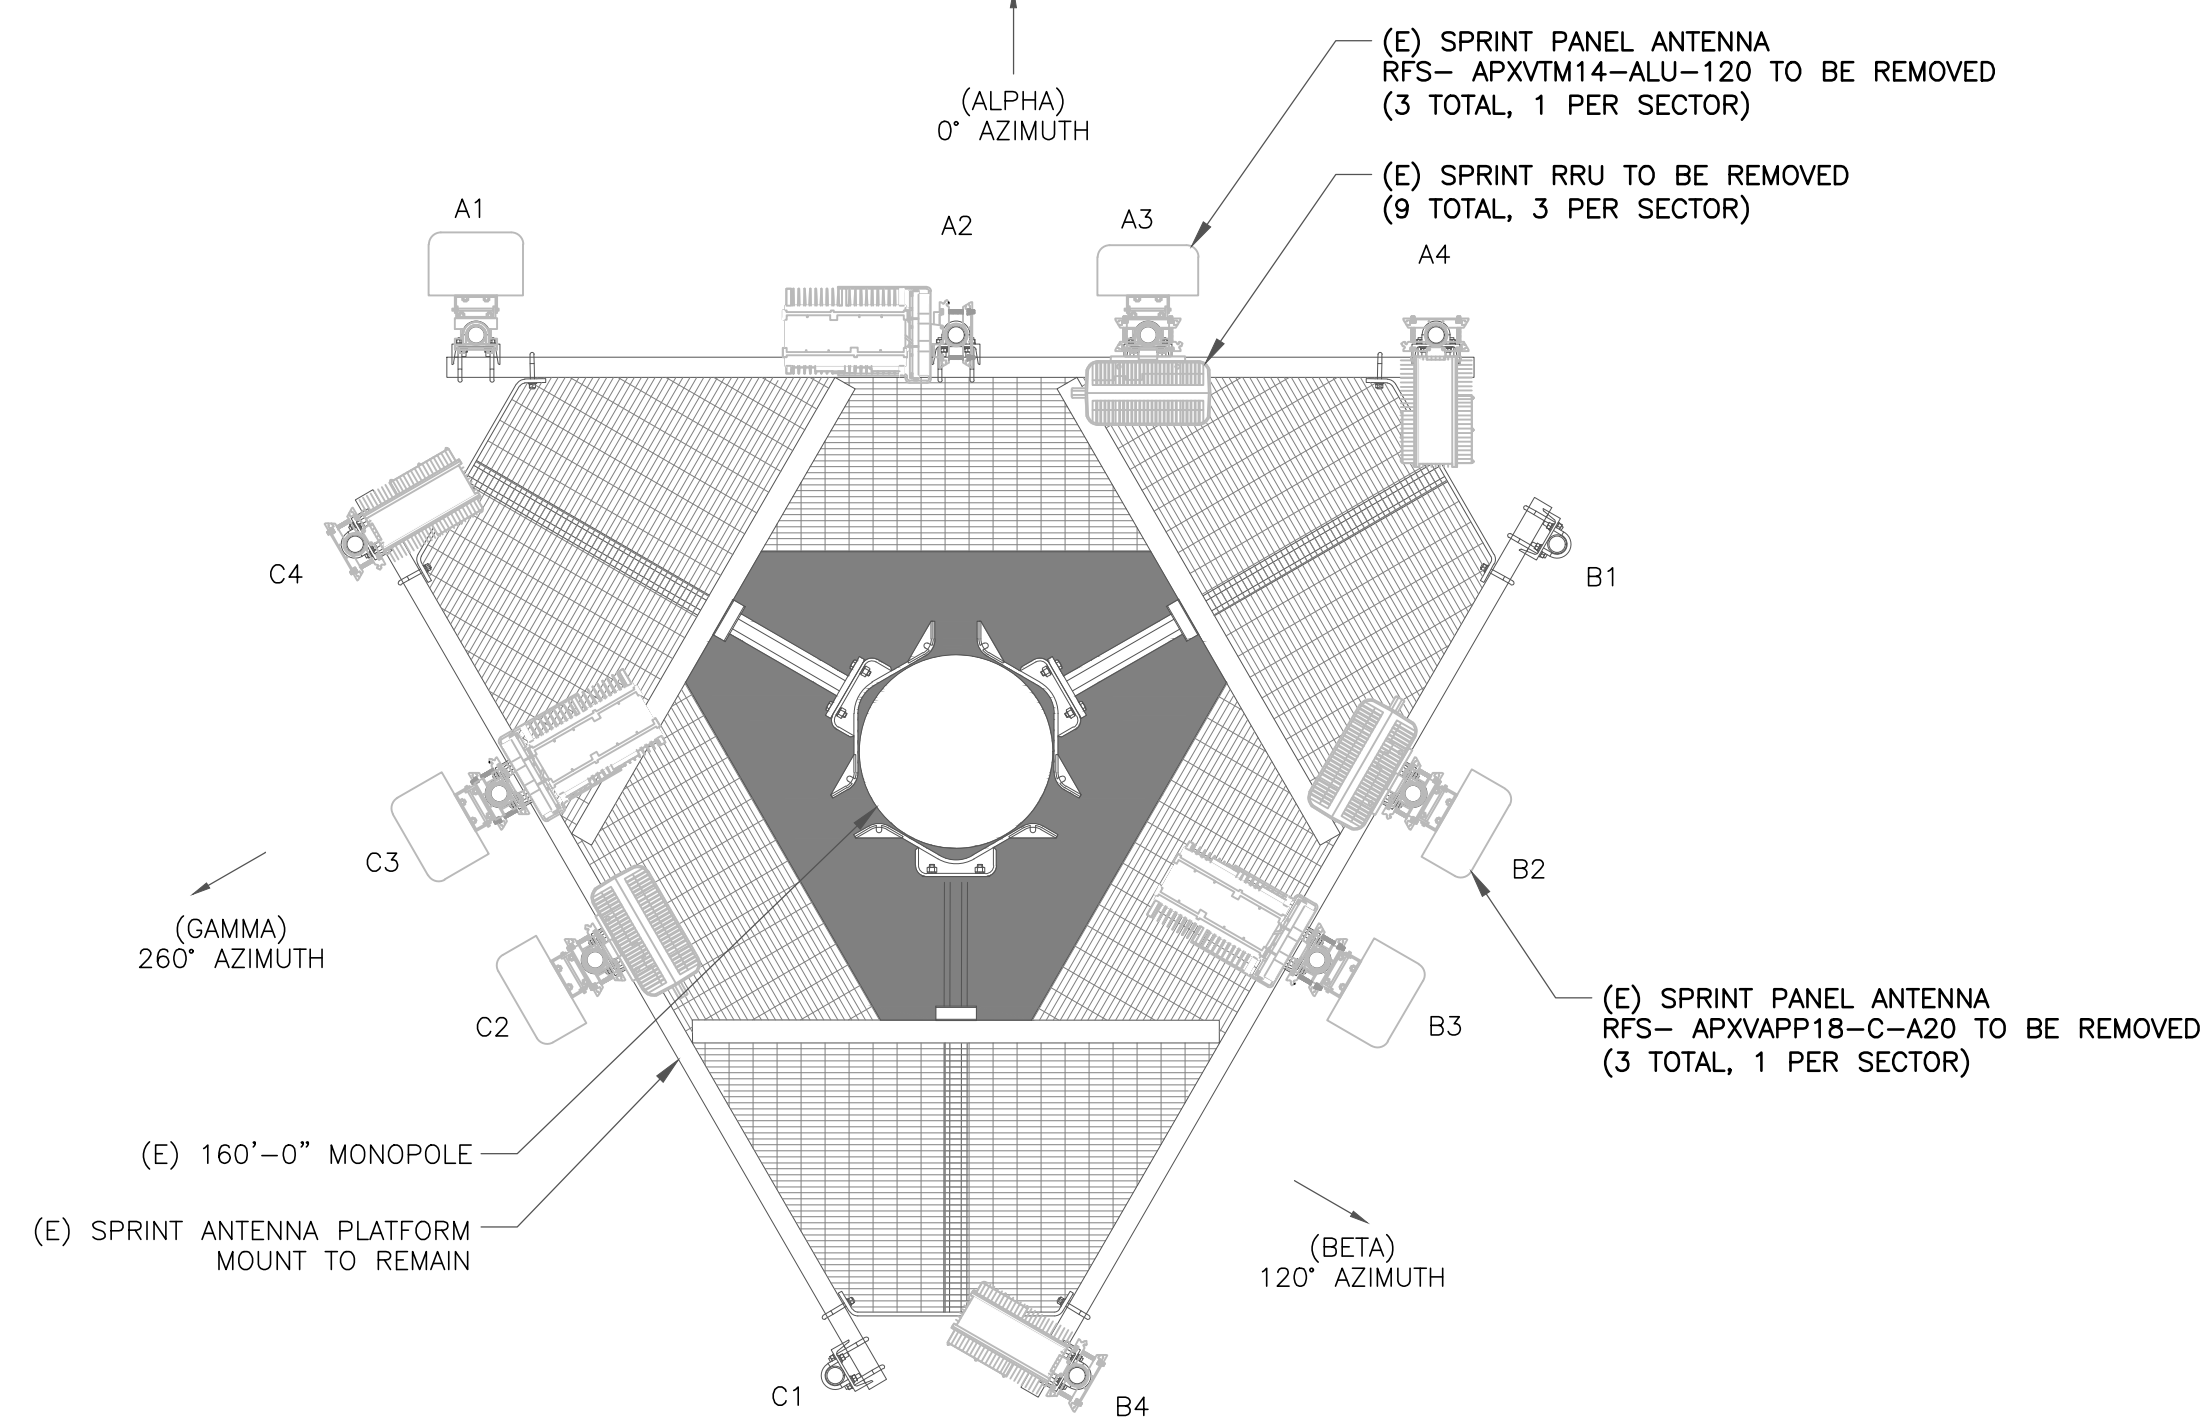 (E) SPRINT PANEL ANTENNA
RFS- APXVTM14-ALU-120 TO BE REMOVED
(3 TOTAL, 1 PER SECTOR)
(ALPHA)
0° AZIMUTH
(E) SPRINT RRU TO BE REMOVED
(9 TOTAL, 3 PER SECTOR)
A1
A2
A3
A4
C4
B1
C3
B2
(GAMMA)
260° AZIMUTH
C2
B3
(E) SPRINT PANEL ANTENNA
RFS- APXVAPP18-C-A20 TO BE REMOVED
(3 TOTAL, 1 PER SECTOR)
(E) 160'-0" MONOPOLE
(E) SPRINT ANTENNA PLATFORM
MOUNT TO REMAIN
(BETA)
120° AZIMUTH
C1
B4